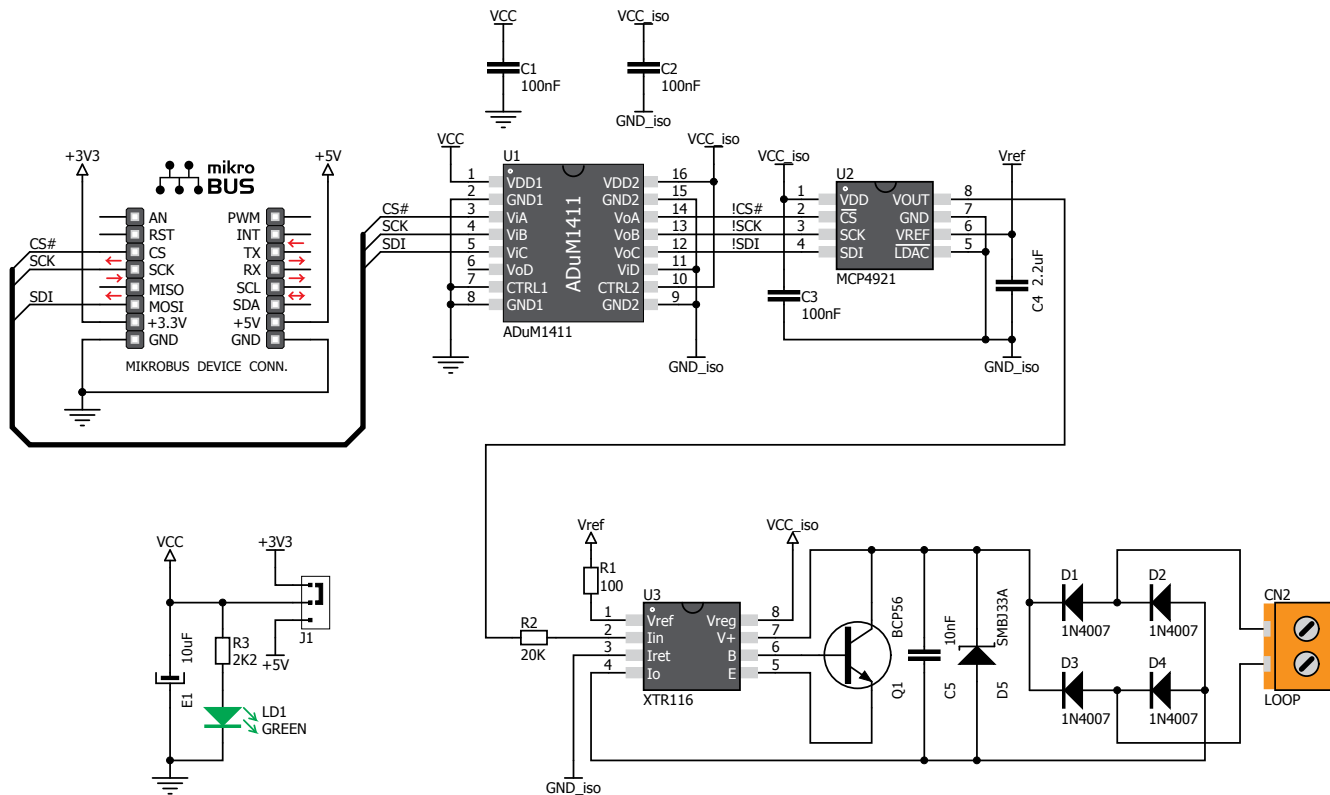 VCC
VCC_iso
C1
100nF
C2
100nF
GND_iso
+3V3
mikro
BUS
+5V
AN
RST
CS
SCK
MISO
MOSI
+3.3V
GND
PWM
INT
TX
RX
SCL
SDA
+5V
GND
CS#
SCK
SDI
MIKROBUS DEVICE CONN.
CS#
SCK
SDI
VCC
U1
1
2
3
4
5
6
7
8
VDD1
GND1
ViA
ViB
ViC
VoD
CTRL1
GND1
ADuM1411
VDD2
GND2
VoA
VoB
VoC
ViD
CTRL2
GND2
16
15
14
13
12
11
10
9
ADuM1411
VCC_iso
GND_iso
!CS#
!SCK
!SDI
VCC_iso
C3
100nF
U2
1
2
3
4
VDD
CS
SCK
SDI
VOUT
GND
VREF
LDAC
8
7
6
5
MCP4921
Vref
C4 2.2uF
GND_iso
VCC
+3V3
J1
+5V
10uF
E1
R3
2K2
LD1
GREEN
Vref
R1
100
R2
20K
U3
1
2
3
4
Vref
Iin
Iret
Io
Vreg
V+
B
E
8
7
6
5
XTR116
GND_iso
VCC_iso
BCP56
Q1
10nF
C5
SMBJ33A
D5
D1
1N4007
D2
1N4007
D3
1N4007
D4
1N4007
CN2
LOOP